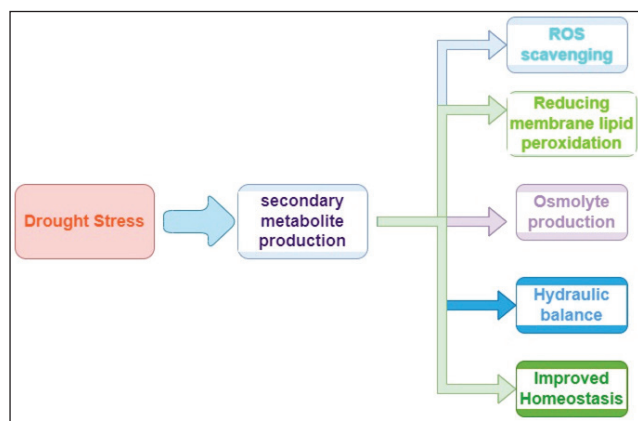 Drought Stress
secondary
metabolite
production
ROS
scavenging
Reducing
membrane lipid
peroxidation
Osmolyte
production
Hydraulic
balance
Improved
Homeostasis